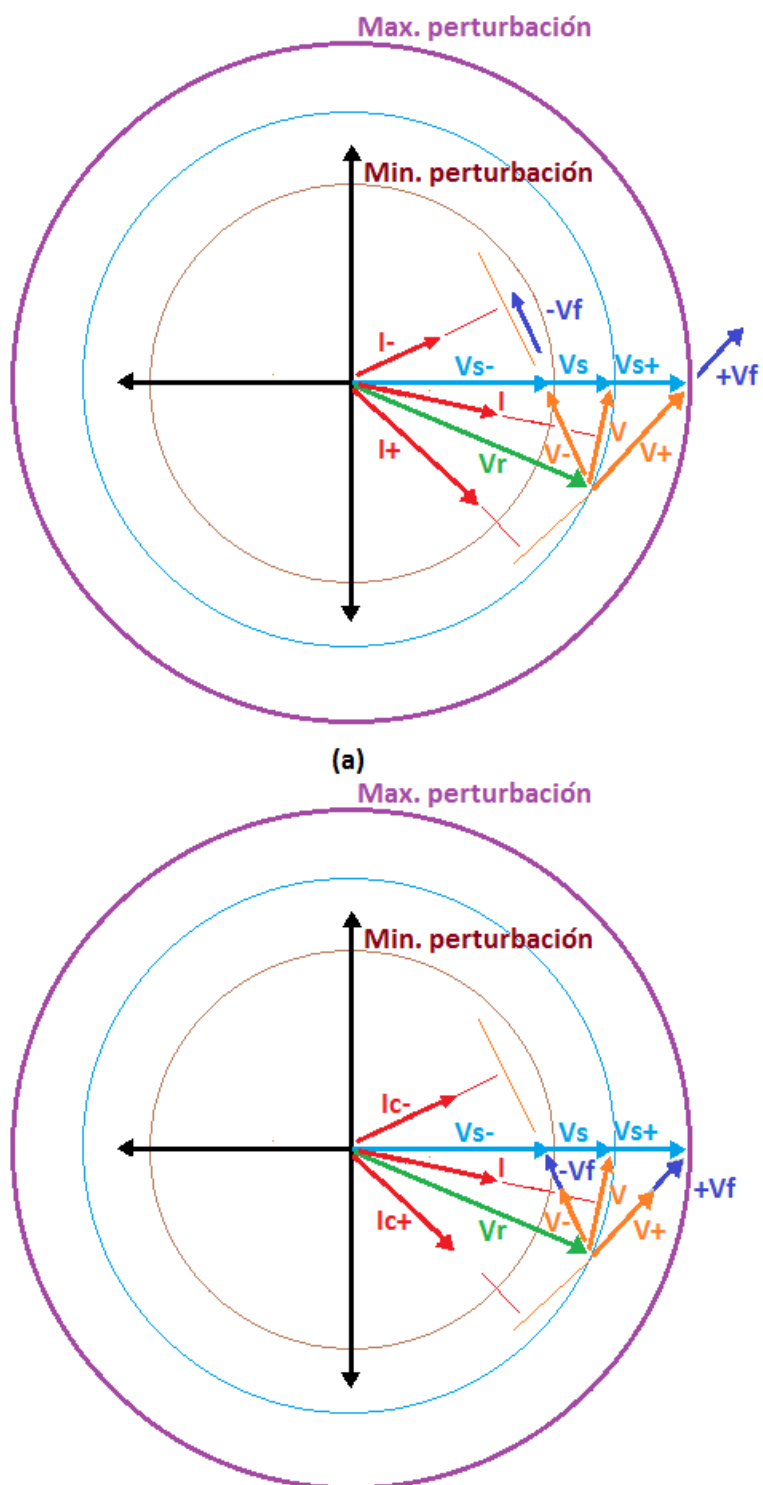 Max. perturbación
Min. perturbación
-Vf
I-
Vs-
Vs
Vs+
+Vf
I
I+
V-
V
V+
Vr
(a)
Max. perturbación
Min. perturbación
Ic-
Vs-
Vs
Vs+
I
-Vf
+Vf
Ic+
Vr
V-
V
V+